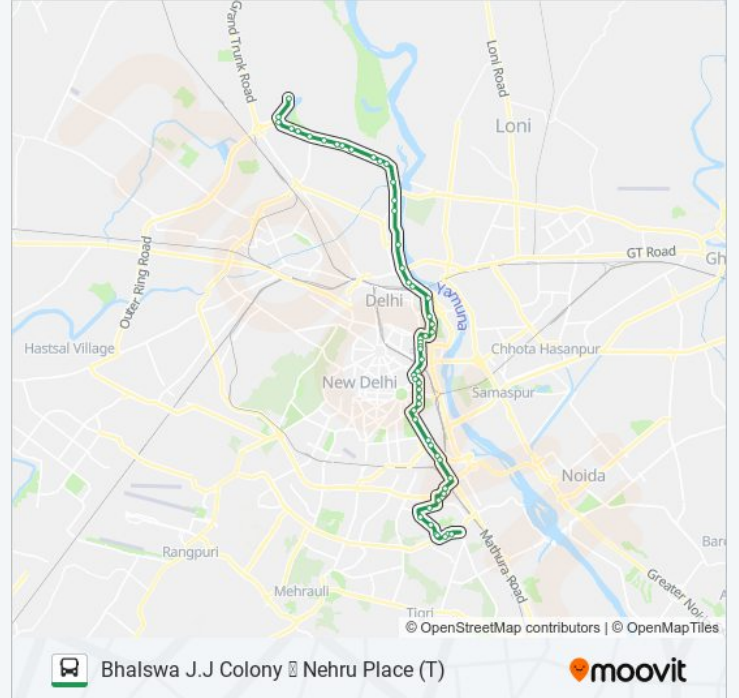 Grand Trunk Road
Loni Road
Loni
Outer Ring Road
GT Road
Gh
Yamuna
Delhi
Hastsal Village
Chhota Hasanpur
New Delhi
Samaspur
Noida
Rangpuri
Mathura Road
Bar
Mehrauli
Greater No
Tigri
© OpenStreetMap contributors | © OpenMapTiles
Bhalswa J.J Colony ▯ Nehru Place (T)
moovit